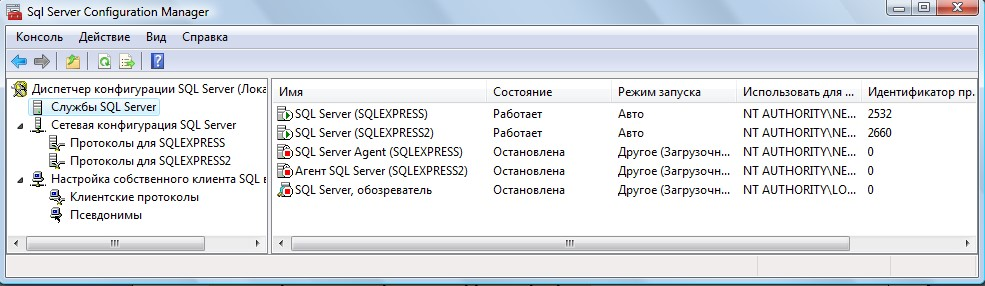 Sql Server Configuration Manager
Консоль Действие Вид Справка
Диспетчер конфигурации SQL Server (Лока
Службы SQL Server
Сетевая конфигурация SQL Server
Протоколы для SQLEXPRESS
Протоколы для SQLEXPRESS2
Настройка собственного клиента SQL в
Клиентские протоколы
Псевдонимы
Имя Состояние Режим запуска Использовать для ... Идентификатор пр.
SQL Server (SQLEXPRESS) Работает Авто NT AUTHORITY\NE... 2532
SQL Server (SQLEXPRESS2) Работает Авто NT AUTHORITY\NE... 2660
SQL Server Agent (SQLEXPRESS) Остановлена Другое (Загрузочн... NT AUTHORITY\NE... 0
Агент SQL Server (SQLEXPRESS2) Остановлена Другое (Загрузочн... NT AUTHORITY\NE... 0
SQL Server, обозреватель Остановлена Другое (Загрузочн... NT AUTHORITY\LO... 0